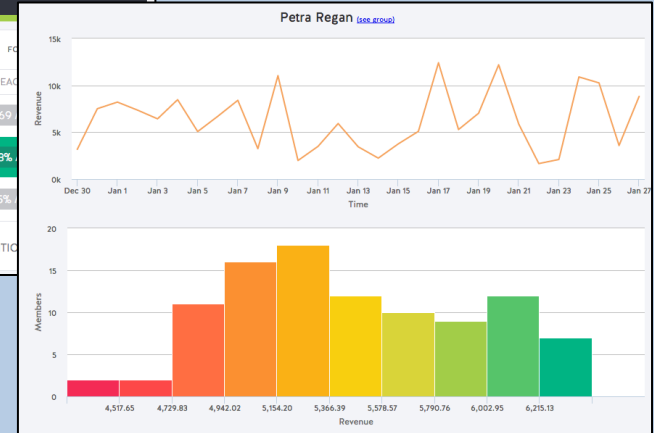 Petra Regan (see group)
15k
10k
5k
0k
Revenue
Dec 30 Jan 1 Jan 3 Jan 5 Jan 7 Jan 9 Jan 11 Jan 13 Jan 15 Jan 17 Jan 19 Jan 21 Jan 23 Jan 25 Jan 27
Time
20
15
10
5
0
Members
4,517.65 4,729.83 4,942.02 5,154.20 5,366.39 5,578.57 5,790.76 6,002.95 6,215.13
Revenue